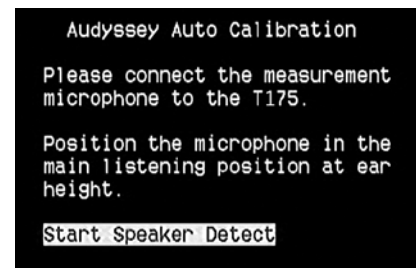 Audyssey Auto Calibration
Please connect the measurement
microphone to the T175.
Position the microphone in the
main listening position at ear
height.
Start Speaker Detect